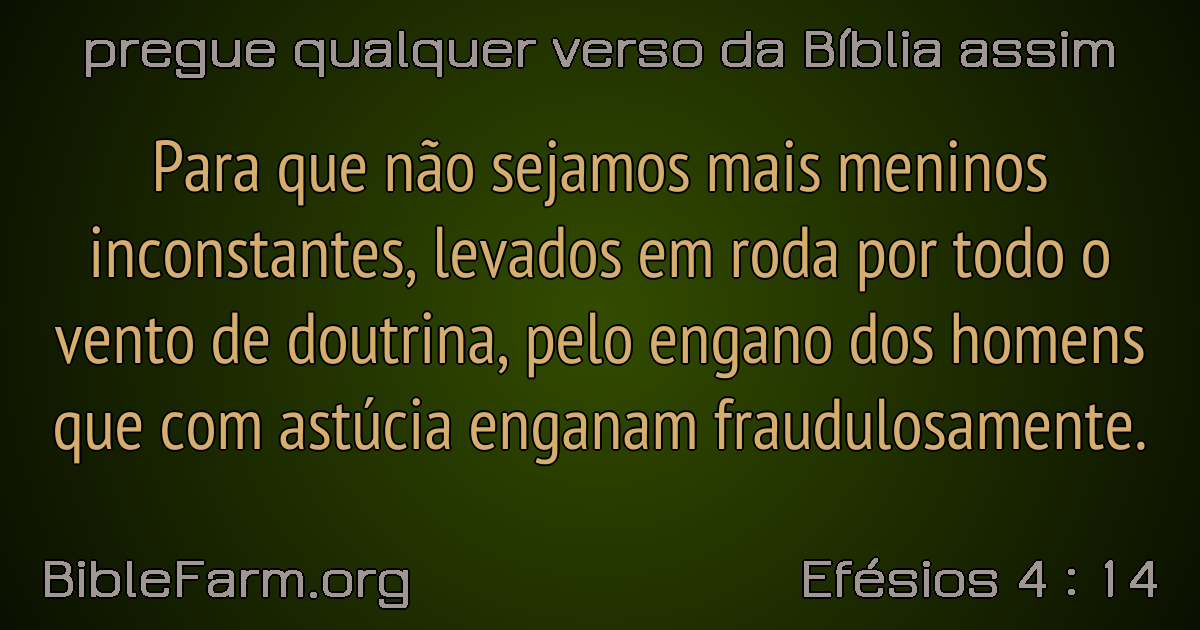 pregue qualquer verso da Bíblia assim
Para que não sejamos mais meninos
inconstantes, levados em roda por todo o
vento de doutrina, pelo engano dos homens
que com astúcia enganam fraudulosamente.
BibleFarm.org
Efésios 4 : 14